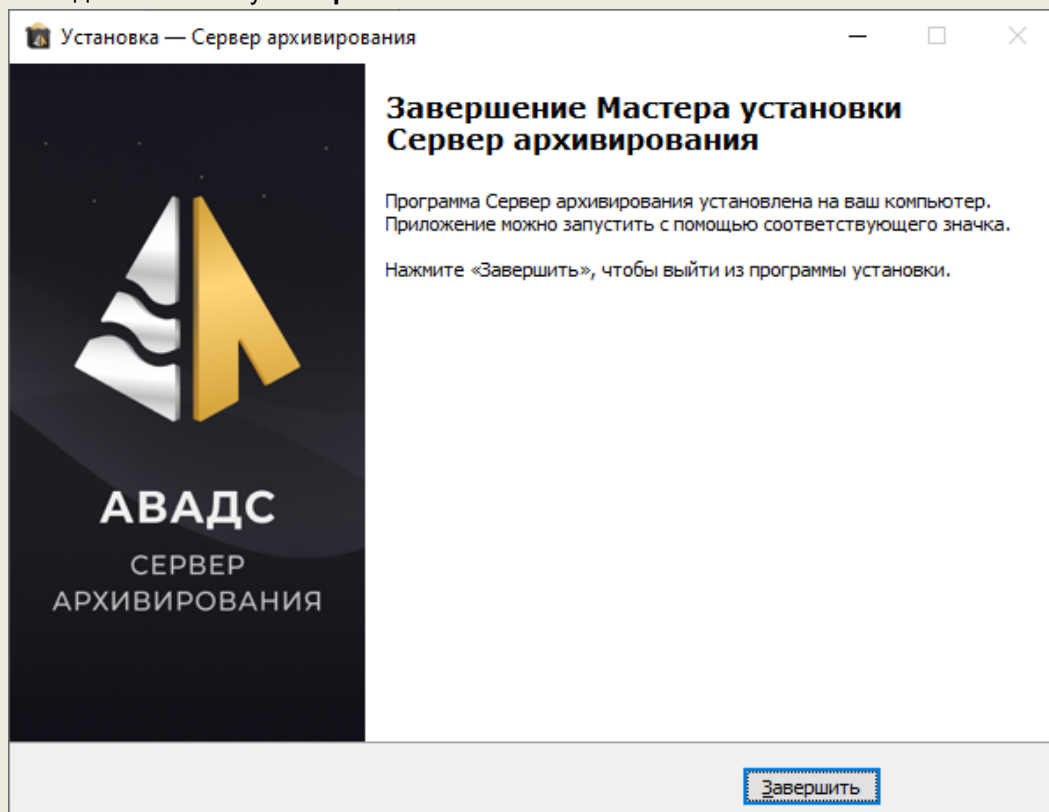 Установка — Сервер архивирования
Завершение Мастера установки
Сервер архивирования
Программа Сервер архивирования установлена на ваш компьютер.
Приложение можно запустить с помощью соответствующего значка.
Нажмите «Завершить», чтобы выйти из программы установки.
АВАДС
СЕРВЕР
АРХИВИРОВАНИЯ
Завершить